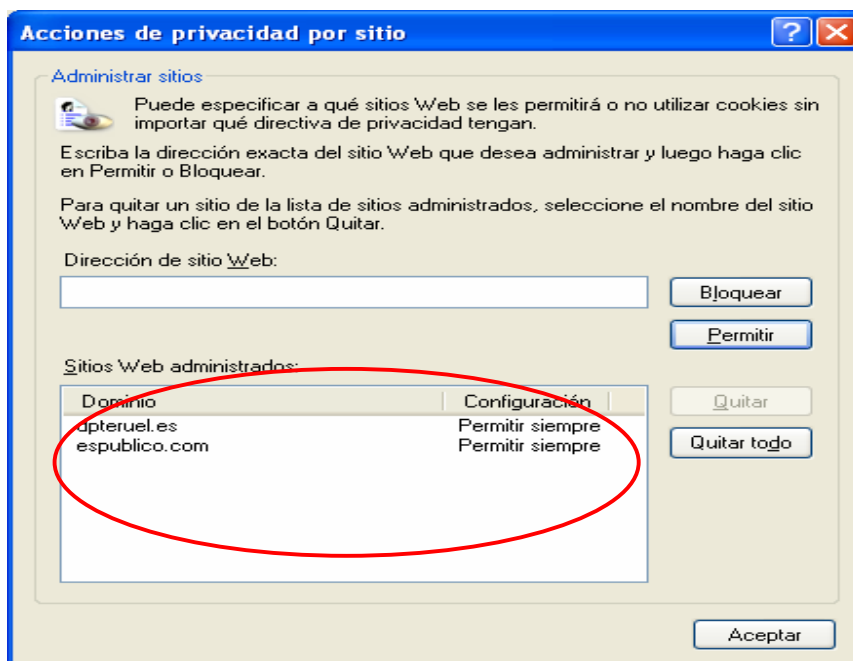 Acciones de privacidad por sitio
Administrar sitios
Puede especificar a qué sitios Web se les permitirá o no utilizar cookies sin
importar qué directiva de privacidad tengan.
Escriba la dirección exacta del sitio Web que desea administrar y luego haga clic
en Permitir o Bloquear.
Para quitar un sitio de la lista de sitios administrados, seleccione el nombre del sitio
Web y haga clic en el botón Quitar.
Dirección de sitio Web:
Bloquear
Permitir
Sitios Web administrados:
Dominio Configuración
Quitar
dpteruel.es Permitir siempre
espublico.com Permitir siempre
Quitar todo
Aceptar